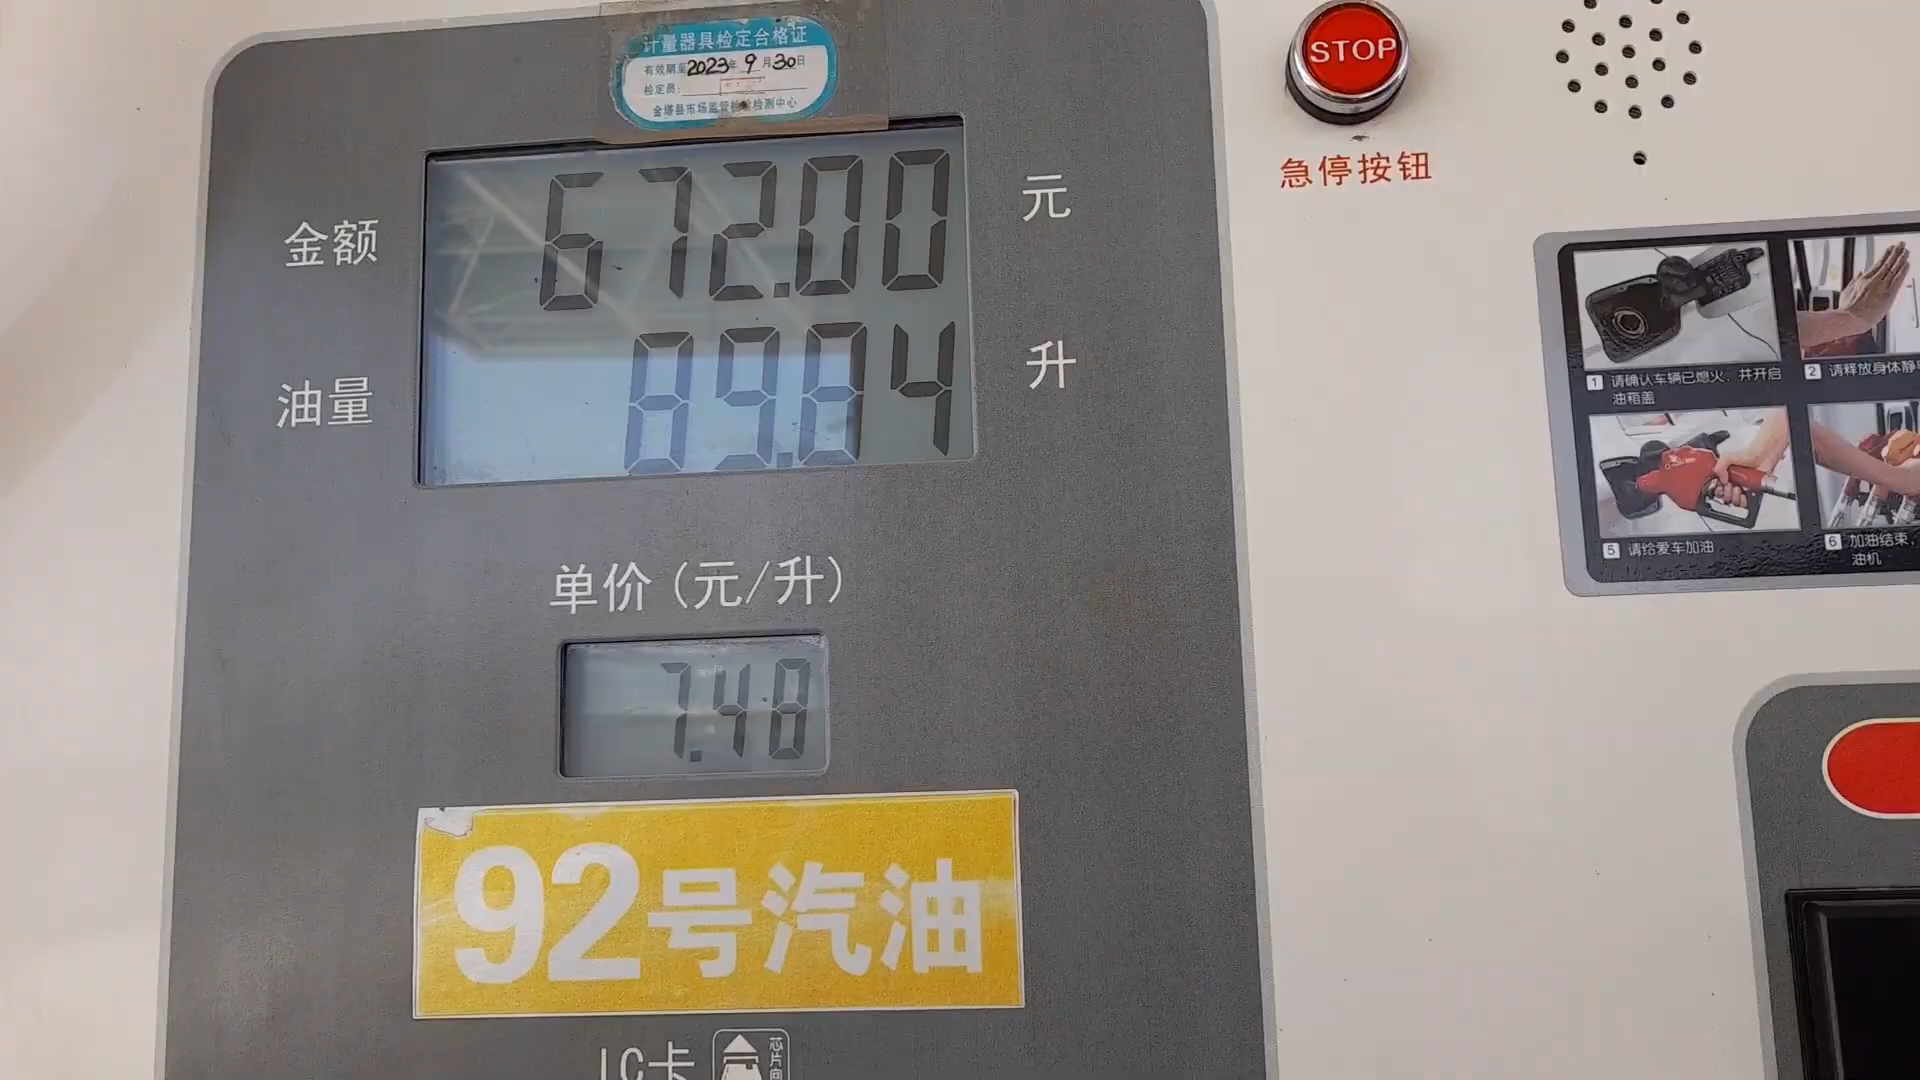 计量器具检定合格证
有效期至2023年9月30日
检定员:
金塔县市场监管检验检测中心
STOP
急停按钮
金额 672.00 元
油量 89.84 升
单价(元/升)
7.48
92号汽油
IC卡
芯片向
1 请确认车辆已熄火,并开启油箱盖
2 请释放身体静
5 请给爱车加油
6 加油结束,
油机